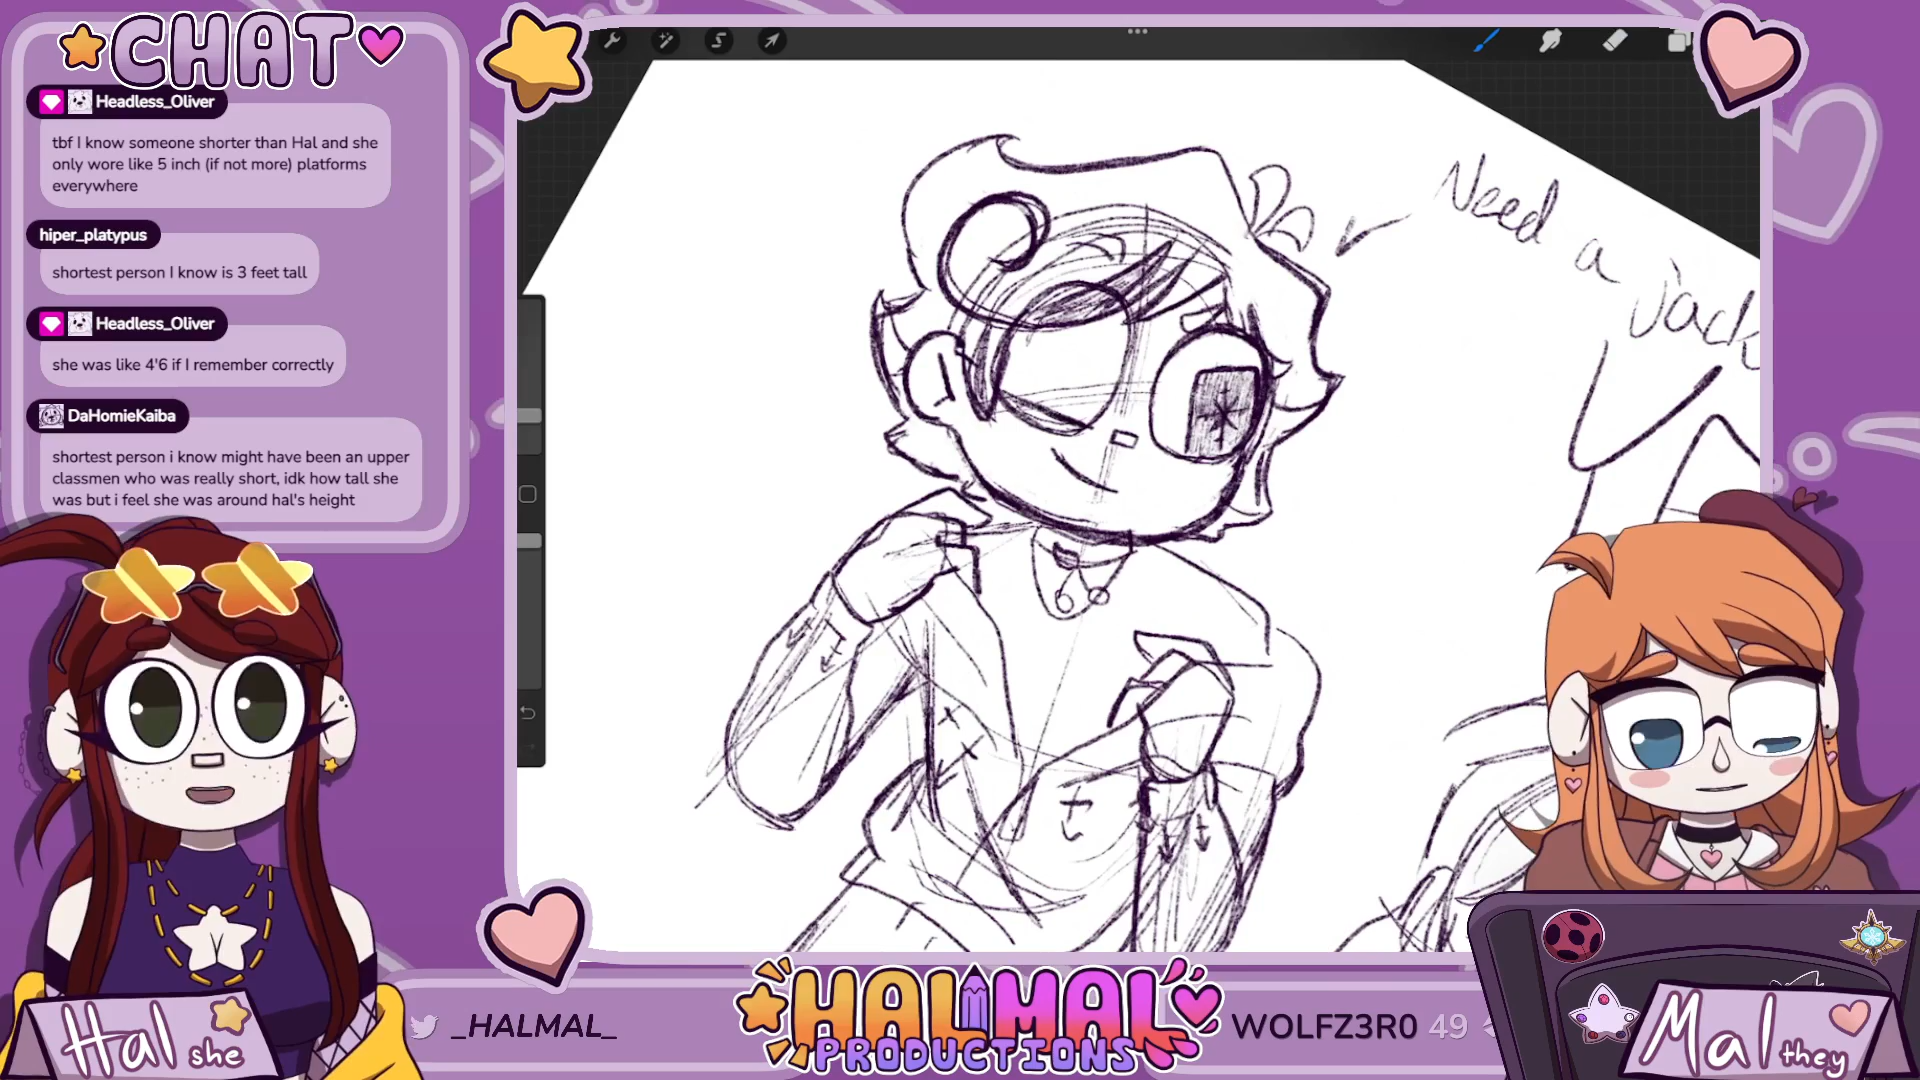 CHAT
Headless_Oliver
tbf I know someone shorter than Hal and she
only wore like 5 inch (if not more) platforms
everywhere
hiper_platypus
shortest person I know is 3 feet tall
Headless_Oliver
she was like 4'6 if I remember correctly
DaHomieKaiba
shortest person i know might have been an upper
classmen who was really short, idk how tall she
was but i feel she was around hal's height
Need a Jack
Hal she
_HALMAL_
HALMAL
PRODUCTIONS
WOLFZ3R0 49
Mal they